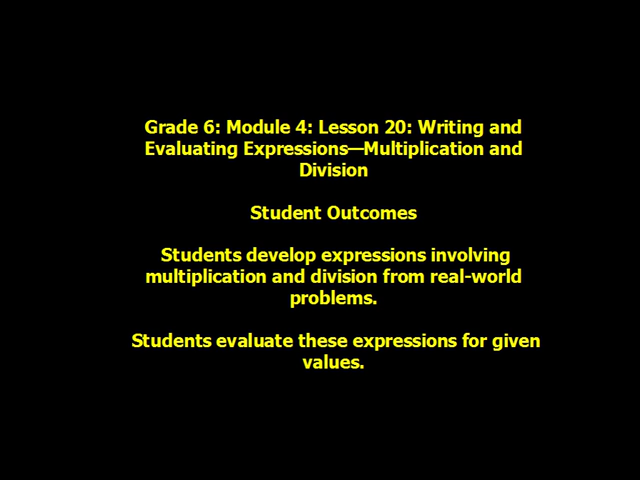 Grade 6: Module 4: Lesson 20: Writing and
Evaluating Expressions—Multiplication and
Division
Student Outcomes
Students develop expressions involving
multiplication and division from real-world
problems.
Students evaluate these expressions for given
values.